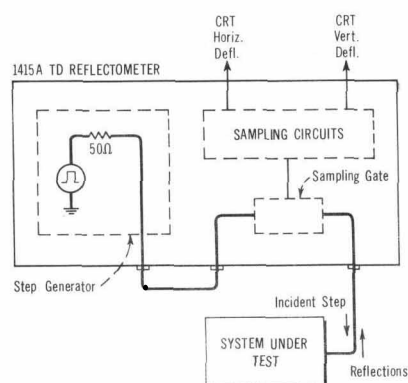 CRT
Horiz.
Defl.
CRT
Vert.
Defl.
1415A TD REFLECTOMETER
50Ω
SAMPLING CIRCUITS
Sampling Gate
Step Generator
Incident Step
SYSTEM UNDER
TEST
Reflections